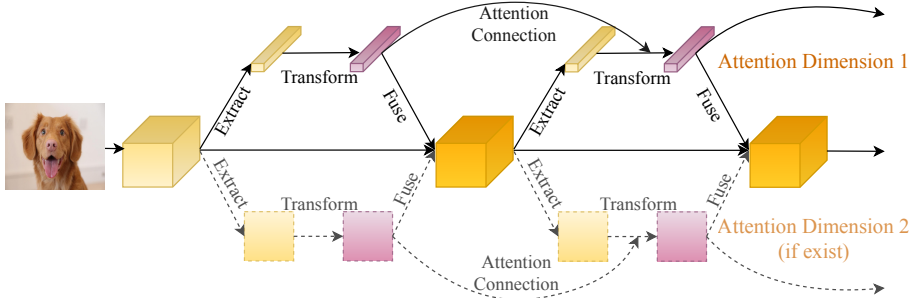 Attention
Connection
Transform
Transform
Attention Dimension 1
Extract
Fuse
Extract
Fuse
Extract
Transform
Fuse
Extract
Transform
Fuse
Attention Dimension 2
(if exist)
Attention
Connection